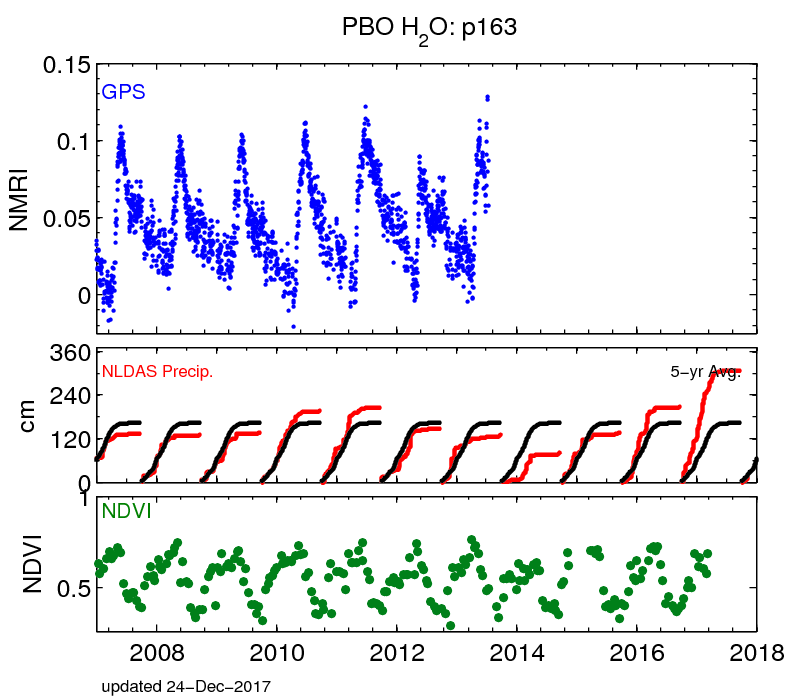 PBO H2O: p163
0.15
GPS
0.1
NMRI
0.05
0
360
NLDAS Precip.
5-yr Avg.
240
cm
120
0
1
NDVI
NDVI
0.5
2008 2010 2012 2014 2016 2018
updated 24-Dec-2017